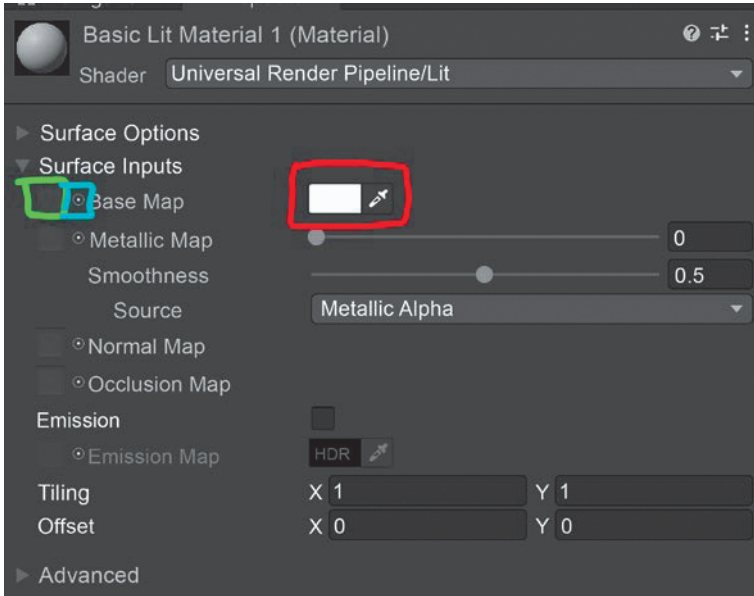 Basic Lit Material 1 (Material)
Shader Universal Render Pipeline/Lit
Surface Options
Surface Inputs
Base Map
Metallic Map 0
Smoothness 0.5
Source Metallic Alpha
Normal Map
Occlusion Map
Emission
Emission Map HDR
Tiling X 1 Y 1
Offset X 0 Y 0
Advanced